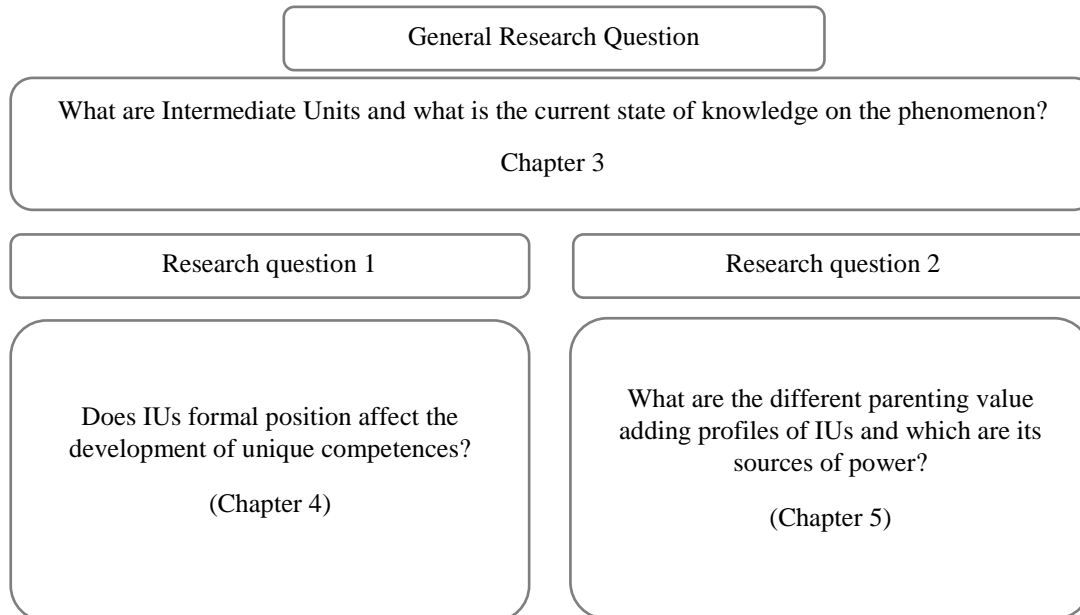 General Research Question
What are Intermediate Units and what is the current state of knowledge on the phenomenon?
Chapter 3
Research question 1
Research question 2
Does IUs formal position affect the
development of unique competences?
(Chapter 4)
What are the different parenting value
adding profiles of IUs and which are its
sources of power?
(Chapter 5)